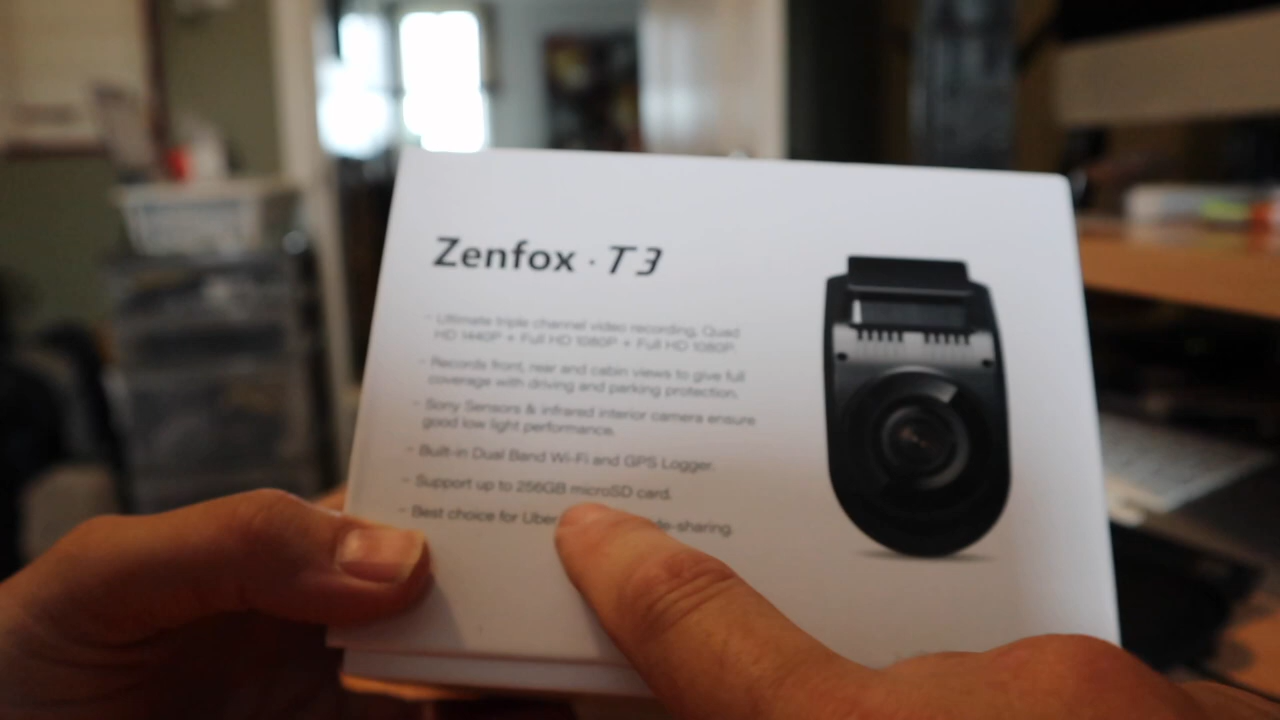 Zenfox · T3
- Ultimate triple channel video recording, Quad
HD 1440P + Full HD 1080P + Full HD 1080P.
- Records front, rear and cabin views to give full
coverage with driving and parking protection.
- Sony Sensors & infrared interior camera ensure
good low light performance.
- Built-in Dual Band Wi-Fi and GPS Logger.
- Support up to 256GB microSD card.
- Best choice for Uber de-sharing.